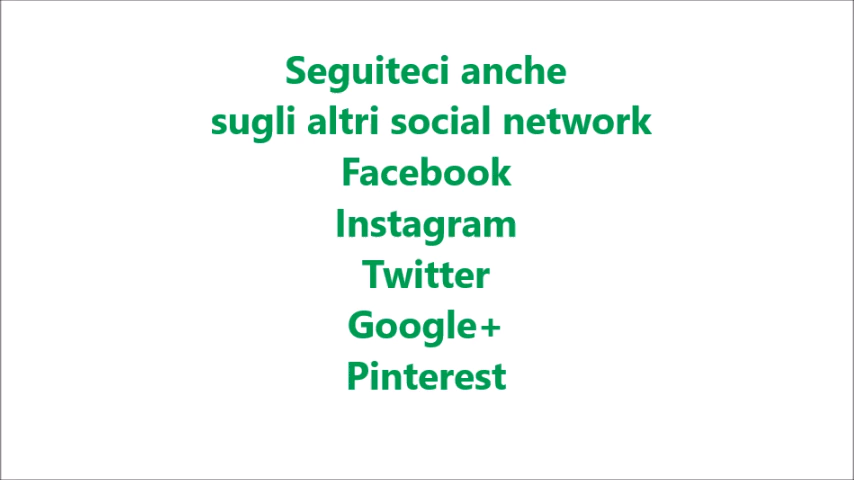 Seguiteci anche
sugli altri social network
Facebook
Instagram
Twitter
Google+
Pinterest